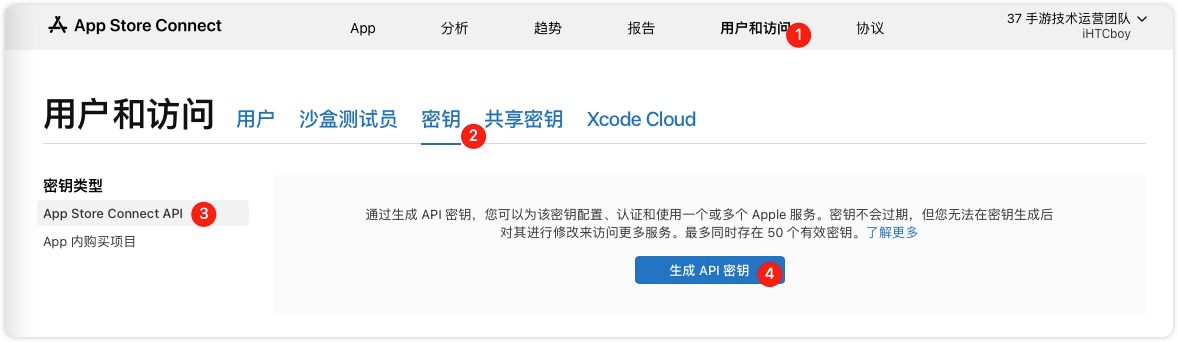 App Store Connect
App 分析 趋势 报告 用户和访问 1 协议
37 手游技术运营团队
iHTCboy
用户和访问 用户 沙盒测试员 密钥 2 共享密钥 Xcode Cloud
密钥类型
App Store Connect API 3
App 内购买项目
通过生成 API 密钥，您可以为该密钥配置、认证和使用一个或多个 Apple 服务。密钥不会过期，但您无法在密钥生成后
对其进行修改来访问更多服务。最多同时存在 50 个有效密钥。了解更多
生成 API 密钥 4